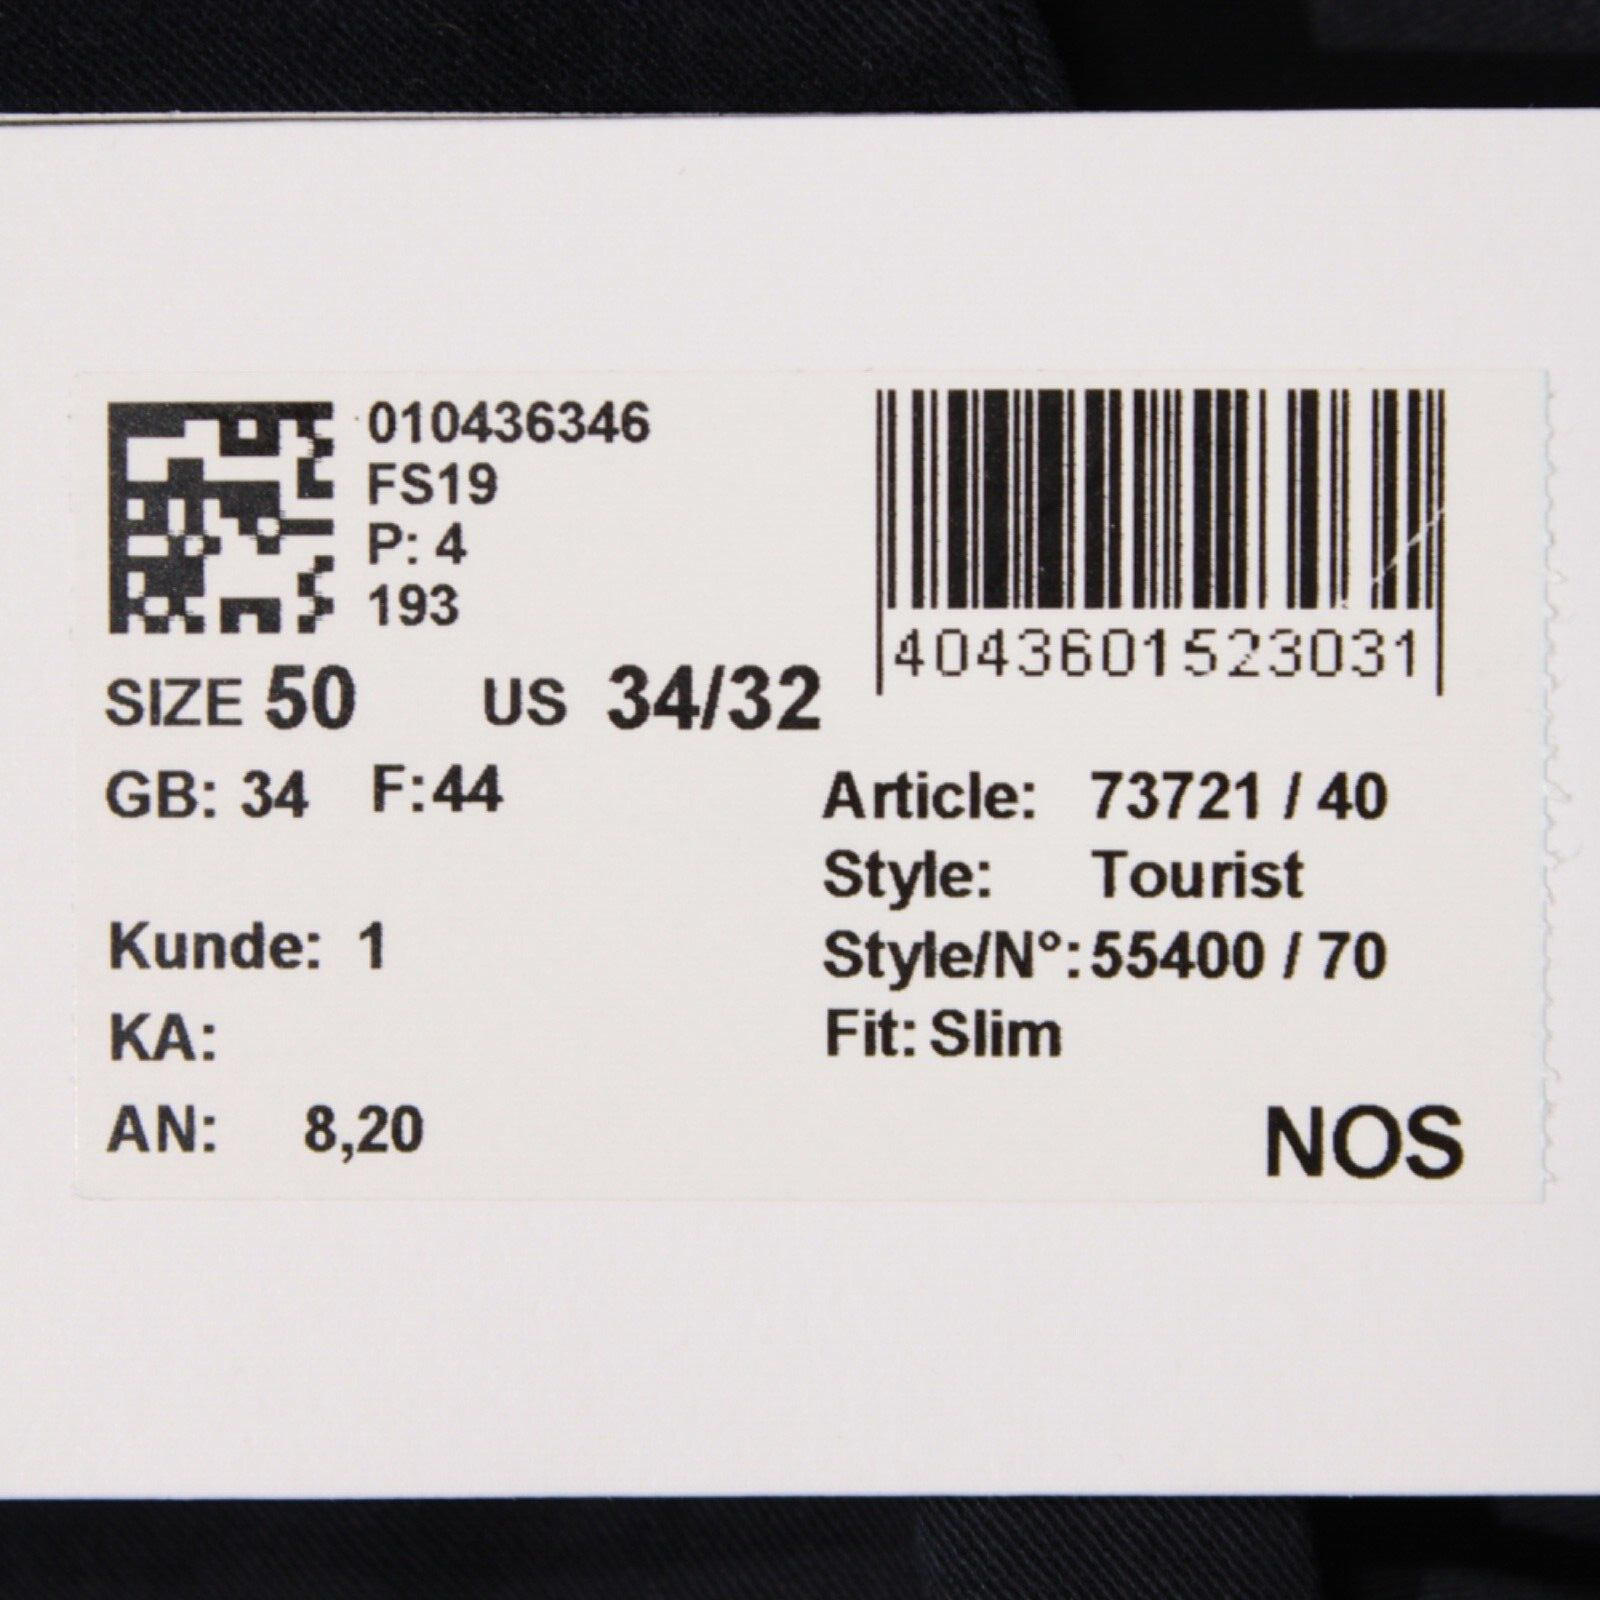 010436346
FS19
P: 4
193
4043601523031
SIZE 50 US 34/32
GB: 34 F:44
Article: 73721 / 40
Style: Tourist
Style/N°: 55400 / 70
Fit: Slim
Kunde: 1
KA:
AN: 8,20
NOS